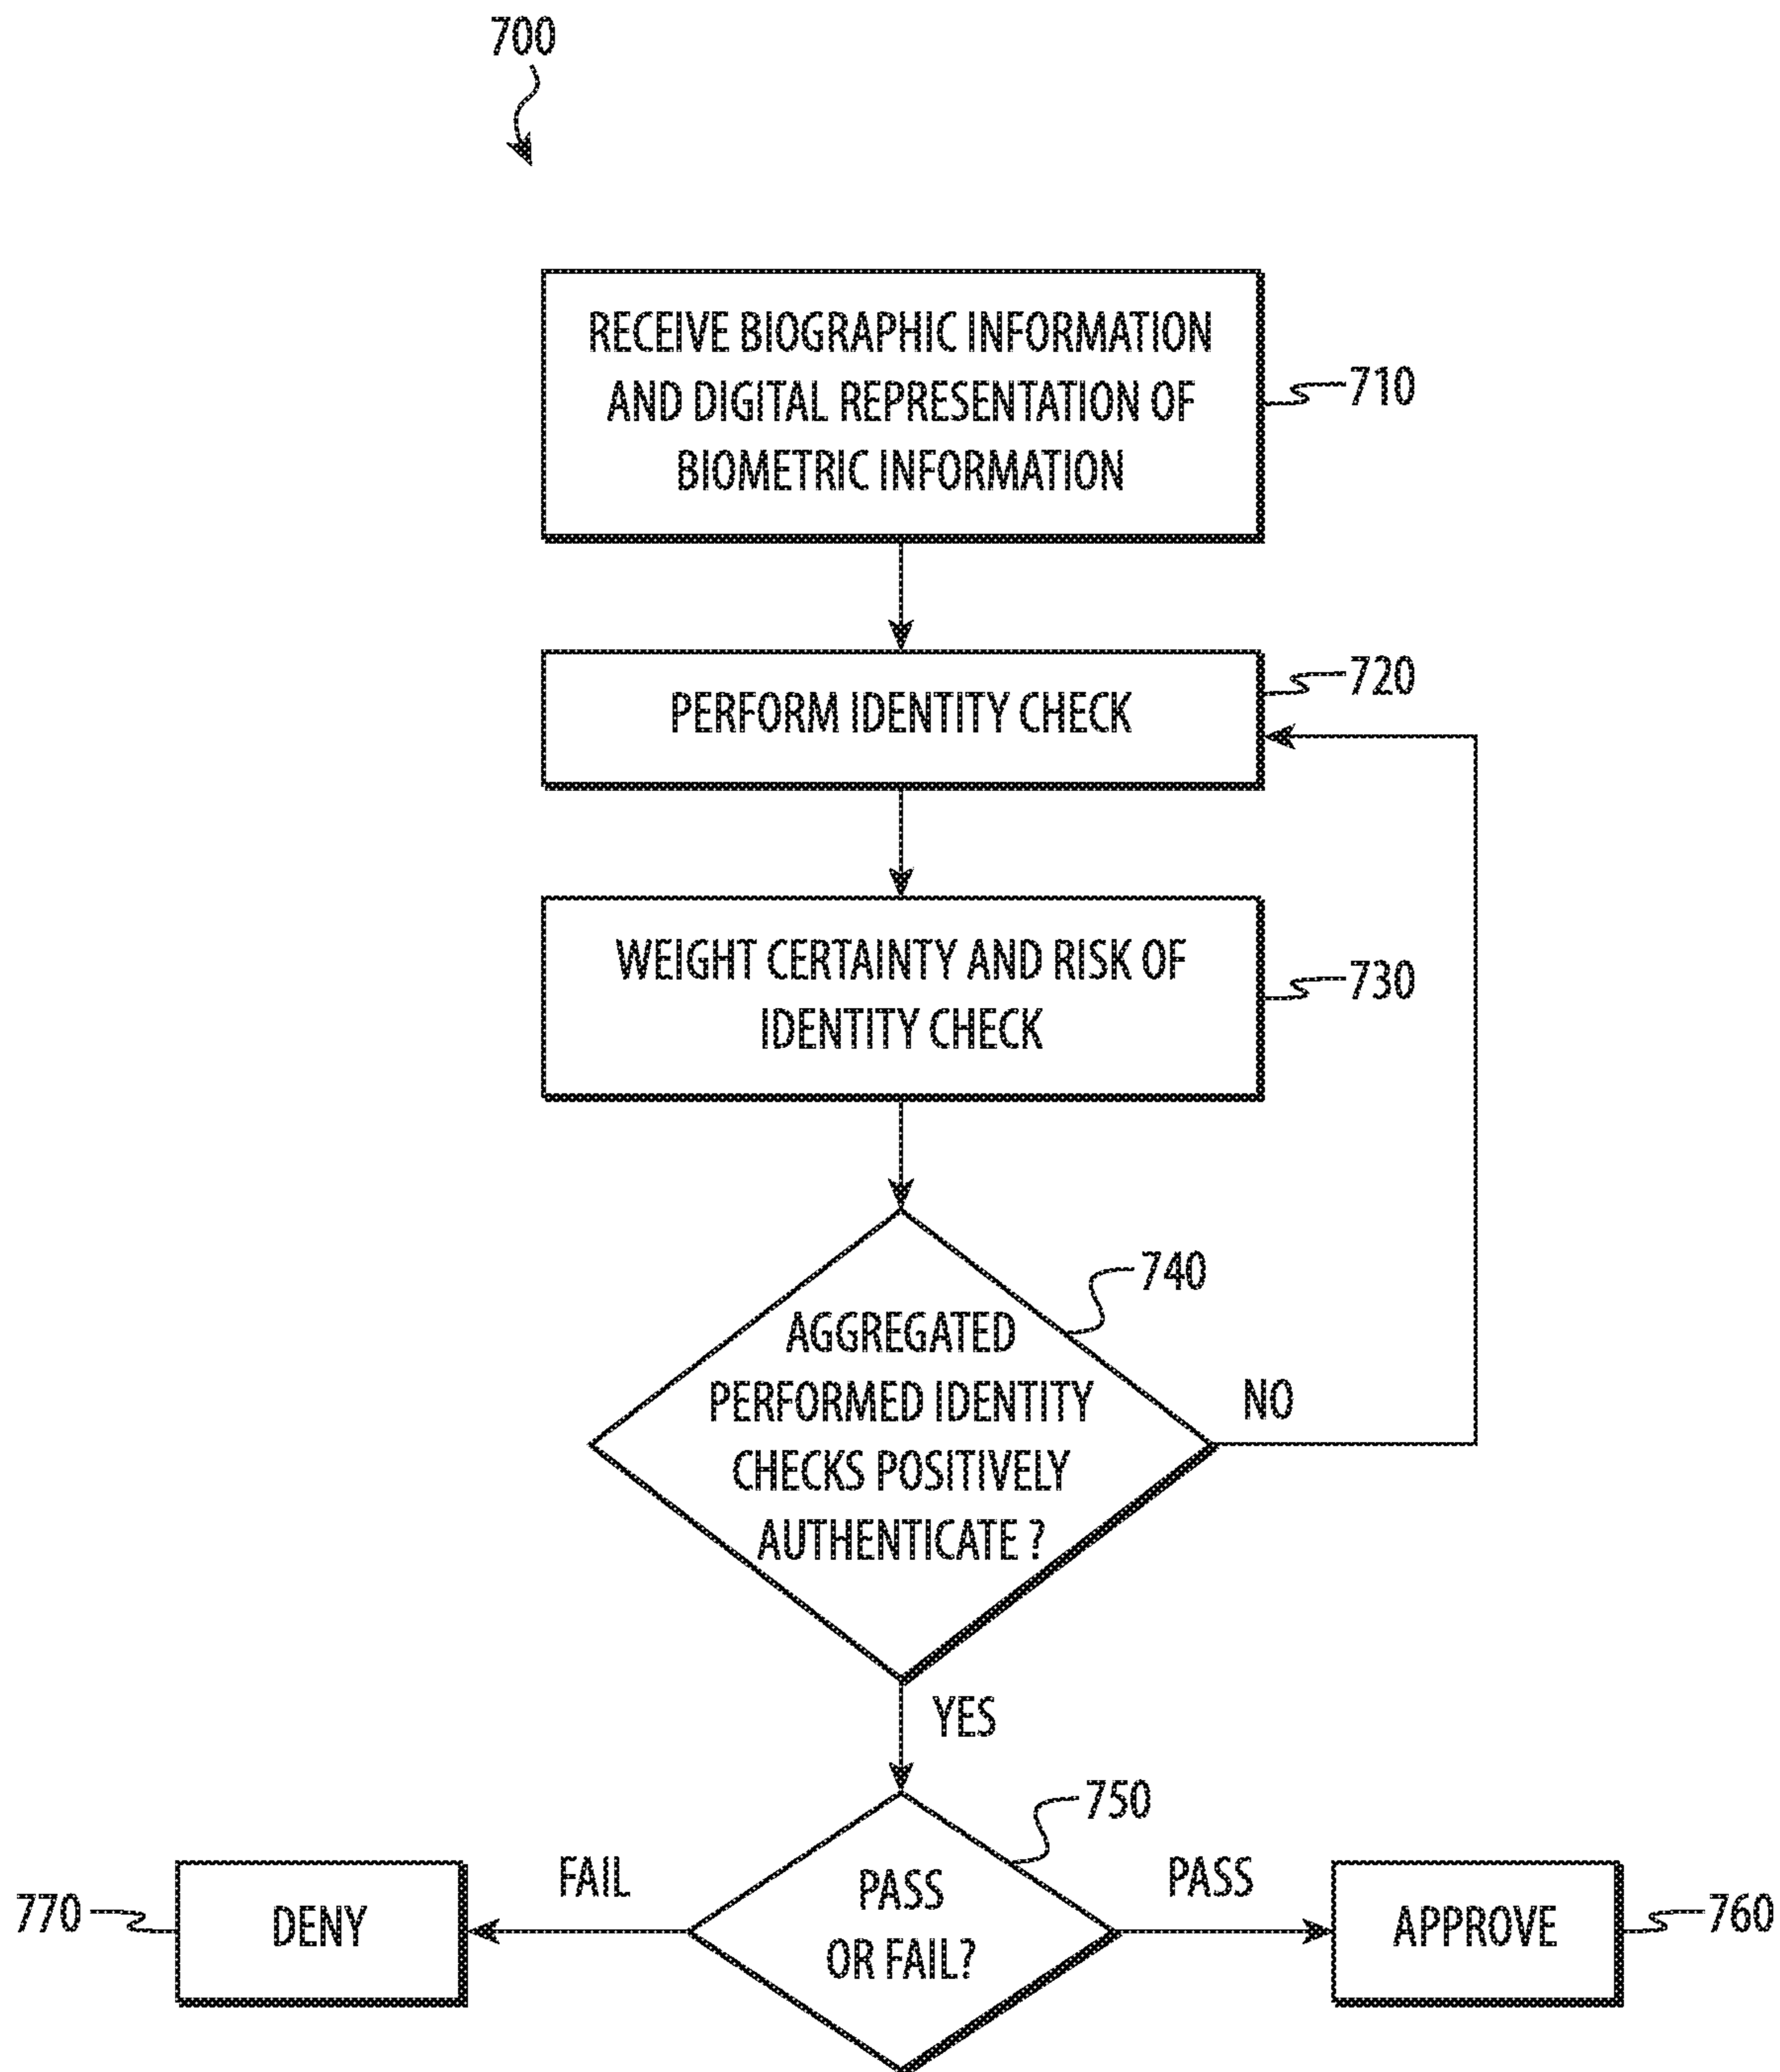 700
RECEIVE BIOGRAPHIC INFORMATION
AND DIGITAL REPRESENTATION OF
BIOMETRIC INFORMATION
710
PERFORM IDENTITY CHECK
720
WEIGHT CERTAINTY AND RISK OF
IDENTITY CHECK
730
740
AGGREGATED
PERFORMED IDENTITY
CHECKS POSITIVELY
AUTHENTICATE ?
NO
YES
750
PASS
OR FAIL?
FAIL
PASS
770
DENY
APPROVE
760